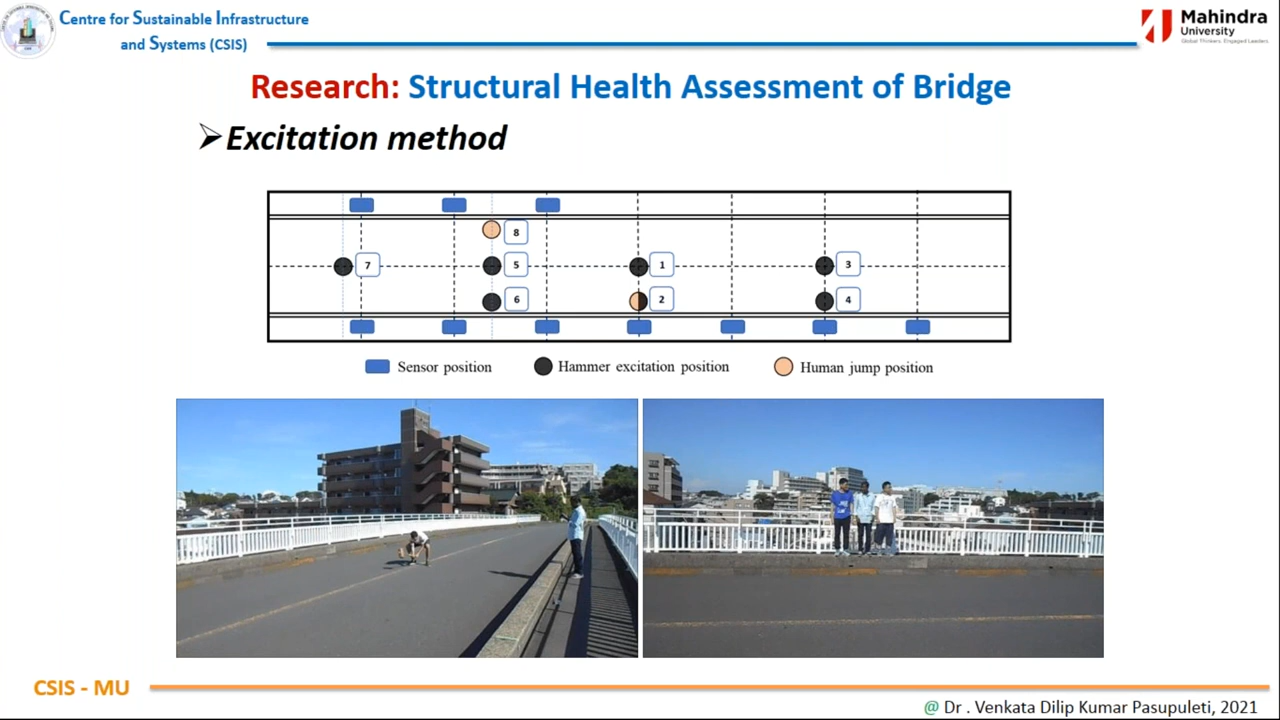 Centre for Sustainable Infrastructure
and Systems (CSIS)
Mahindra
University
Global Thinkers. Engaged Leaders.
Research: Structural Health Assessment of Bridge
Excitation method
8
7
5
1
3
6
2
4
Sensor position
Hammer excitation position
Human jump position
CSIS - MU
@ Dr . Venkata Dilip Kumar Pasupuleti, 2021